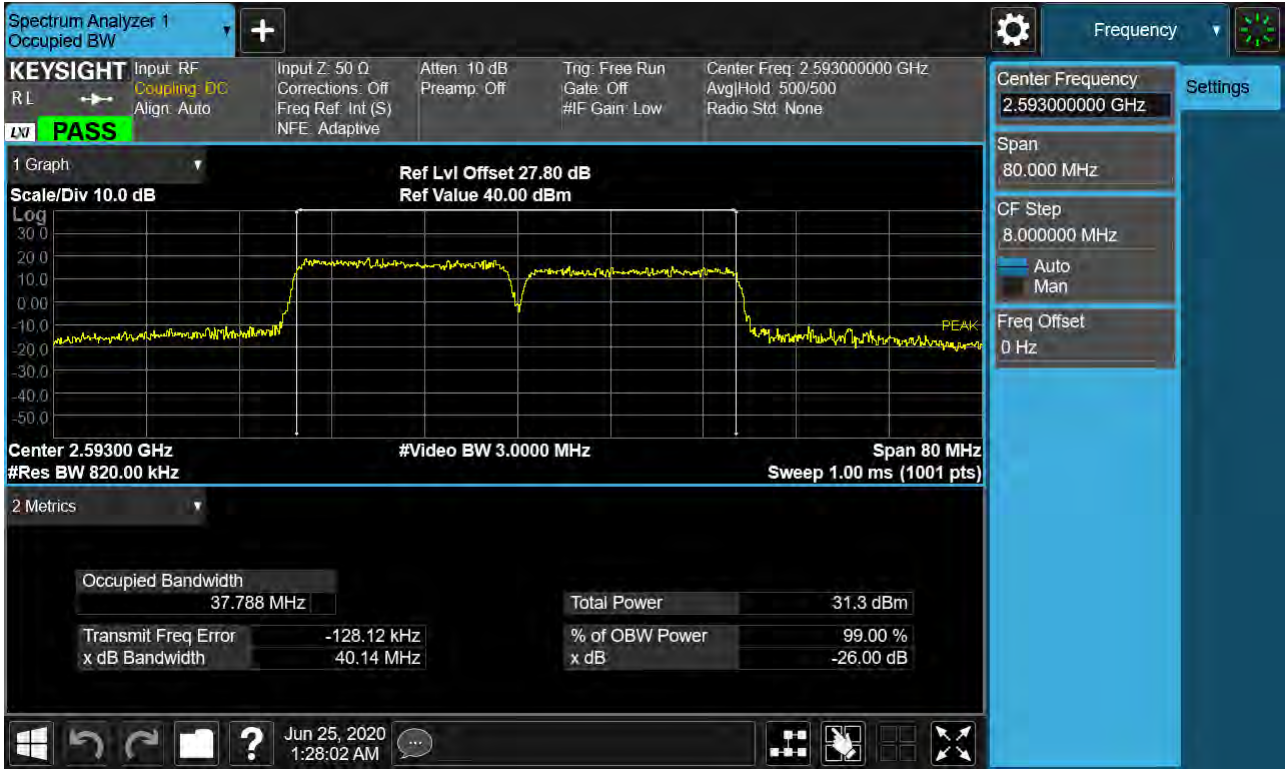 Spectrum Analyzer 1
Occupied BW
+
Frequency
KEYSIGHT
RL
LXI
PASS
Input: RF
Coupling: DC
Align: Auto
Input Z: 50 Ω
Corrections: Off
Freq Ref: Int (S)
NFE: Adaptive
Atten: 10 dB
Preamp: Off
Trig: Free Run
Gate: Off
#IF Gain: Low
Center Freq: 2.593000000 GHz
Avg|Hold: 500/500
Radio Std: None
Center Frequency
2.593000000 GHz
Settings
Span
80.000 MHz
CF Step
8.000000 MHz
Auto
Man
Freq Offset
0 Hz
1 Graph
Scale/Div 10.0 dB
Ref Lvl Offset 27.80 dB
Ref Value 40.00 dBm
Log
30.0
20.0
10.0
0.00
-10.0
-20.0
-30.0
-40.0
-50.0
PEAK
Center 2.59300 GHz
#Video BW 3.0000 MHz
Span 80 MHz
#Res BW 820.00 kHz
Sweep 1.00 ms (1001 pts)
2 Metrics
Occupied Bandwidth
37.788 MHz
Total Power 31.3 dBm
Transmit Freq Error -128.12 kHz
% of OBW Power 99.00 %
x dB Bandwidth 40.14 MHz
x dB -26.00 dB
?
Jun 25, 2020
1:28:02 AM